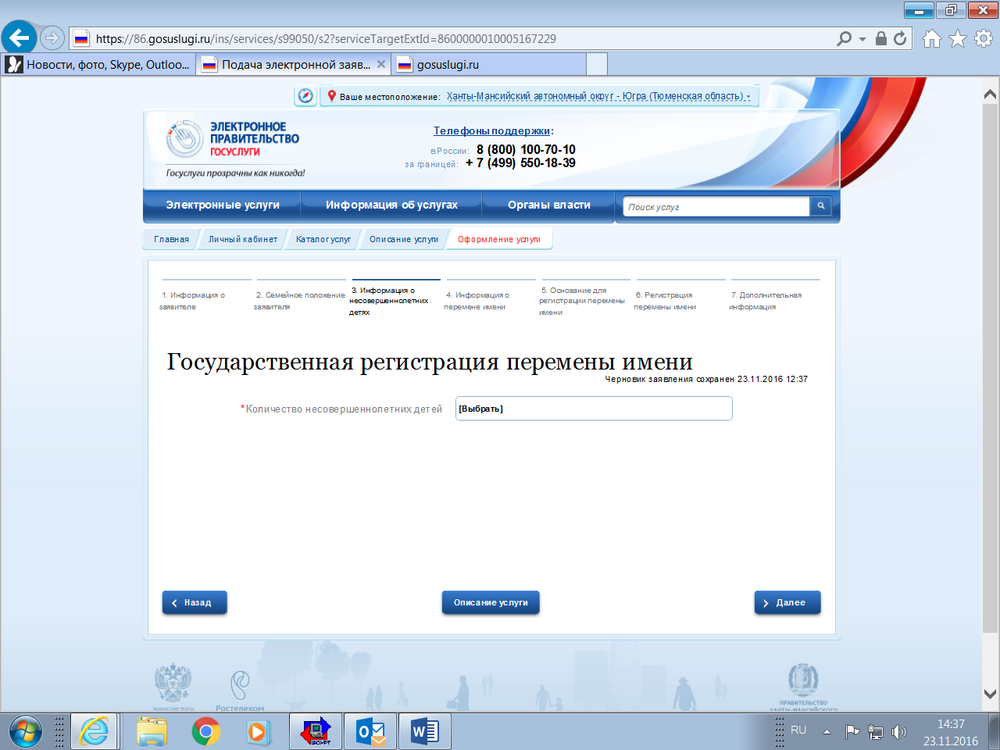 https://86.gosuslugi.ru/ins/services/s99050/s2?serviceTargetExtId=8600000010005167229
Новости, фото, Skype, Outloo...
Подача электронной заяв...
gosuslugi.ru
Ваше местоположение: Ханты-Мансийский автономный округ - Югра (Тюменская область)
ЭЛЕКТРОННОЕ
ПРАВИТЕЛЬСТВО
ГОСУСЛУГИ
Госуслуги прозрачны как никогда!
Телефоны поддержки:
в России: 8 (800) 100-70-10
за границей: + 7 (499) 550-18-39
Электронные услуги
Информация об услугах
Органы власти
Поиск услуг
Главная
Личный кабинет
Каталог услуг
Описание услуги
Оформление услуги
1. Информация о
заявителе
2. Семейное положение
заявителя
3. Информация о
несовершеннолетних
детях
4. Информация о
перемене имени
5. Основание для
регистрации перемены
имени
6. Регистрация
перемены имени
7. Дополнительная
информация
Государственная регистрация перемены имени
Черновик заявления сохранен 23.11.2016 12:37
*Количество несовершеннолетних детей
[Выбрать]
Назад
Описание услуги
Далее
МИНКОМСВЯЗЬ
Ростелеком
ПРАВИТЕЛЬСТВО
ХАНТЫ-МАНСИЙСКОГО
RU
14:37
23.11.2016